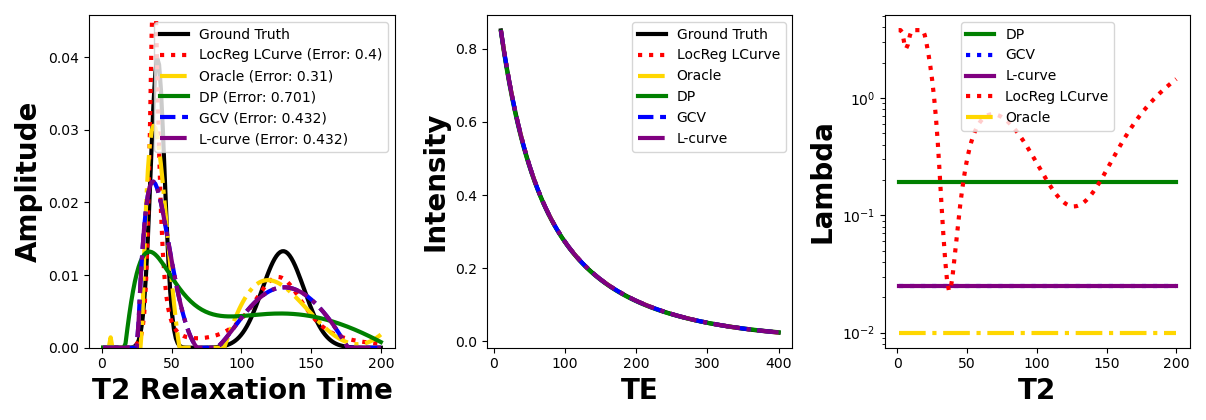 Amplitude
0.04
0.03
0.02
0.01
0.00
0
50
100
150
200
T2 Relaxation Time
Ground Truth
LocReg LCurve (Error: 0.4)
Oracle (Error: 0.31)
DP (Error: 0.701)
GCV (Error: 0.432)
L-curve (Error: 0.432)
Intensity
0.8
0.6
0.4
0.2
0.0
0
100
200
300
400
TE
Ground Truth
LocReg LCurve
Oracle
DP
GCV
L-curve
Lambda
10⁰
10⁻¹
10⁻²
0
50
100
150
200
T2
DP
GCV
L-curve
LocReg LCurve
Oracle